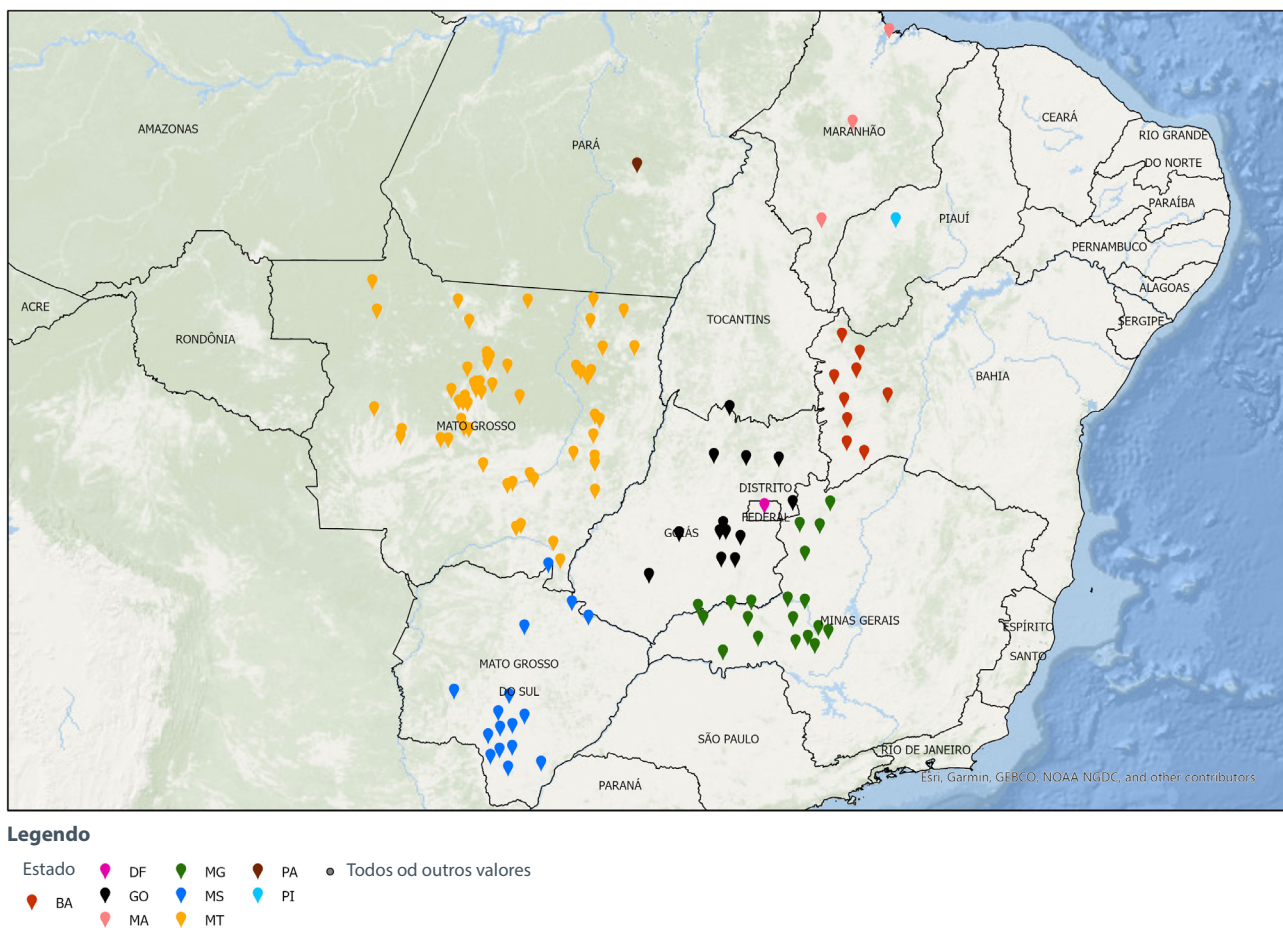 AMAZONAS
PARÁ
MARANHÃO
CEARÁ
RIO GRANDE
DO NORTE
PARAÍBA
PIAUÍ
PERNAMBUCO
ALAGOAS
SERGIPE
ACRE
RONDÔNIA
TOCANTINS
BAHIA
MATO GROSSO
DISTRITO
FEDERAL
GOIÁS
MINAS GERAIS
ESPÍRITO
SANTO
MATO GROSSO
DO SUL
SÃO PAULO
RIO DE JANEIRO
PARANÁ
Esri, Garmin, GEBCO, NOAA NGDC, and other contributors
Legendo
Estado
BA
DF
GO
MA
MG
MS
MT
PA
PI
Todos od outros valores